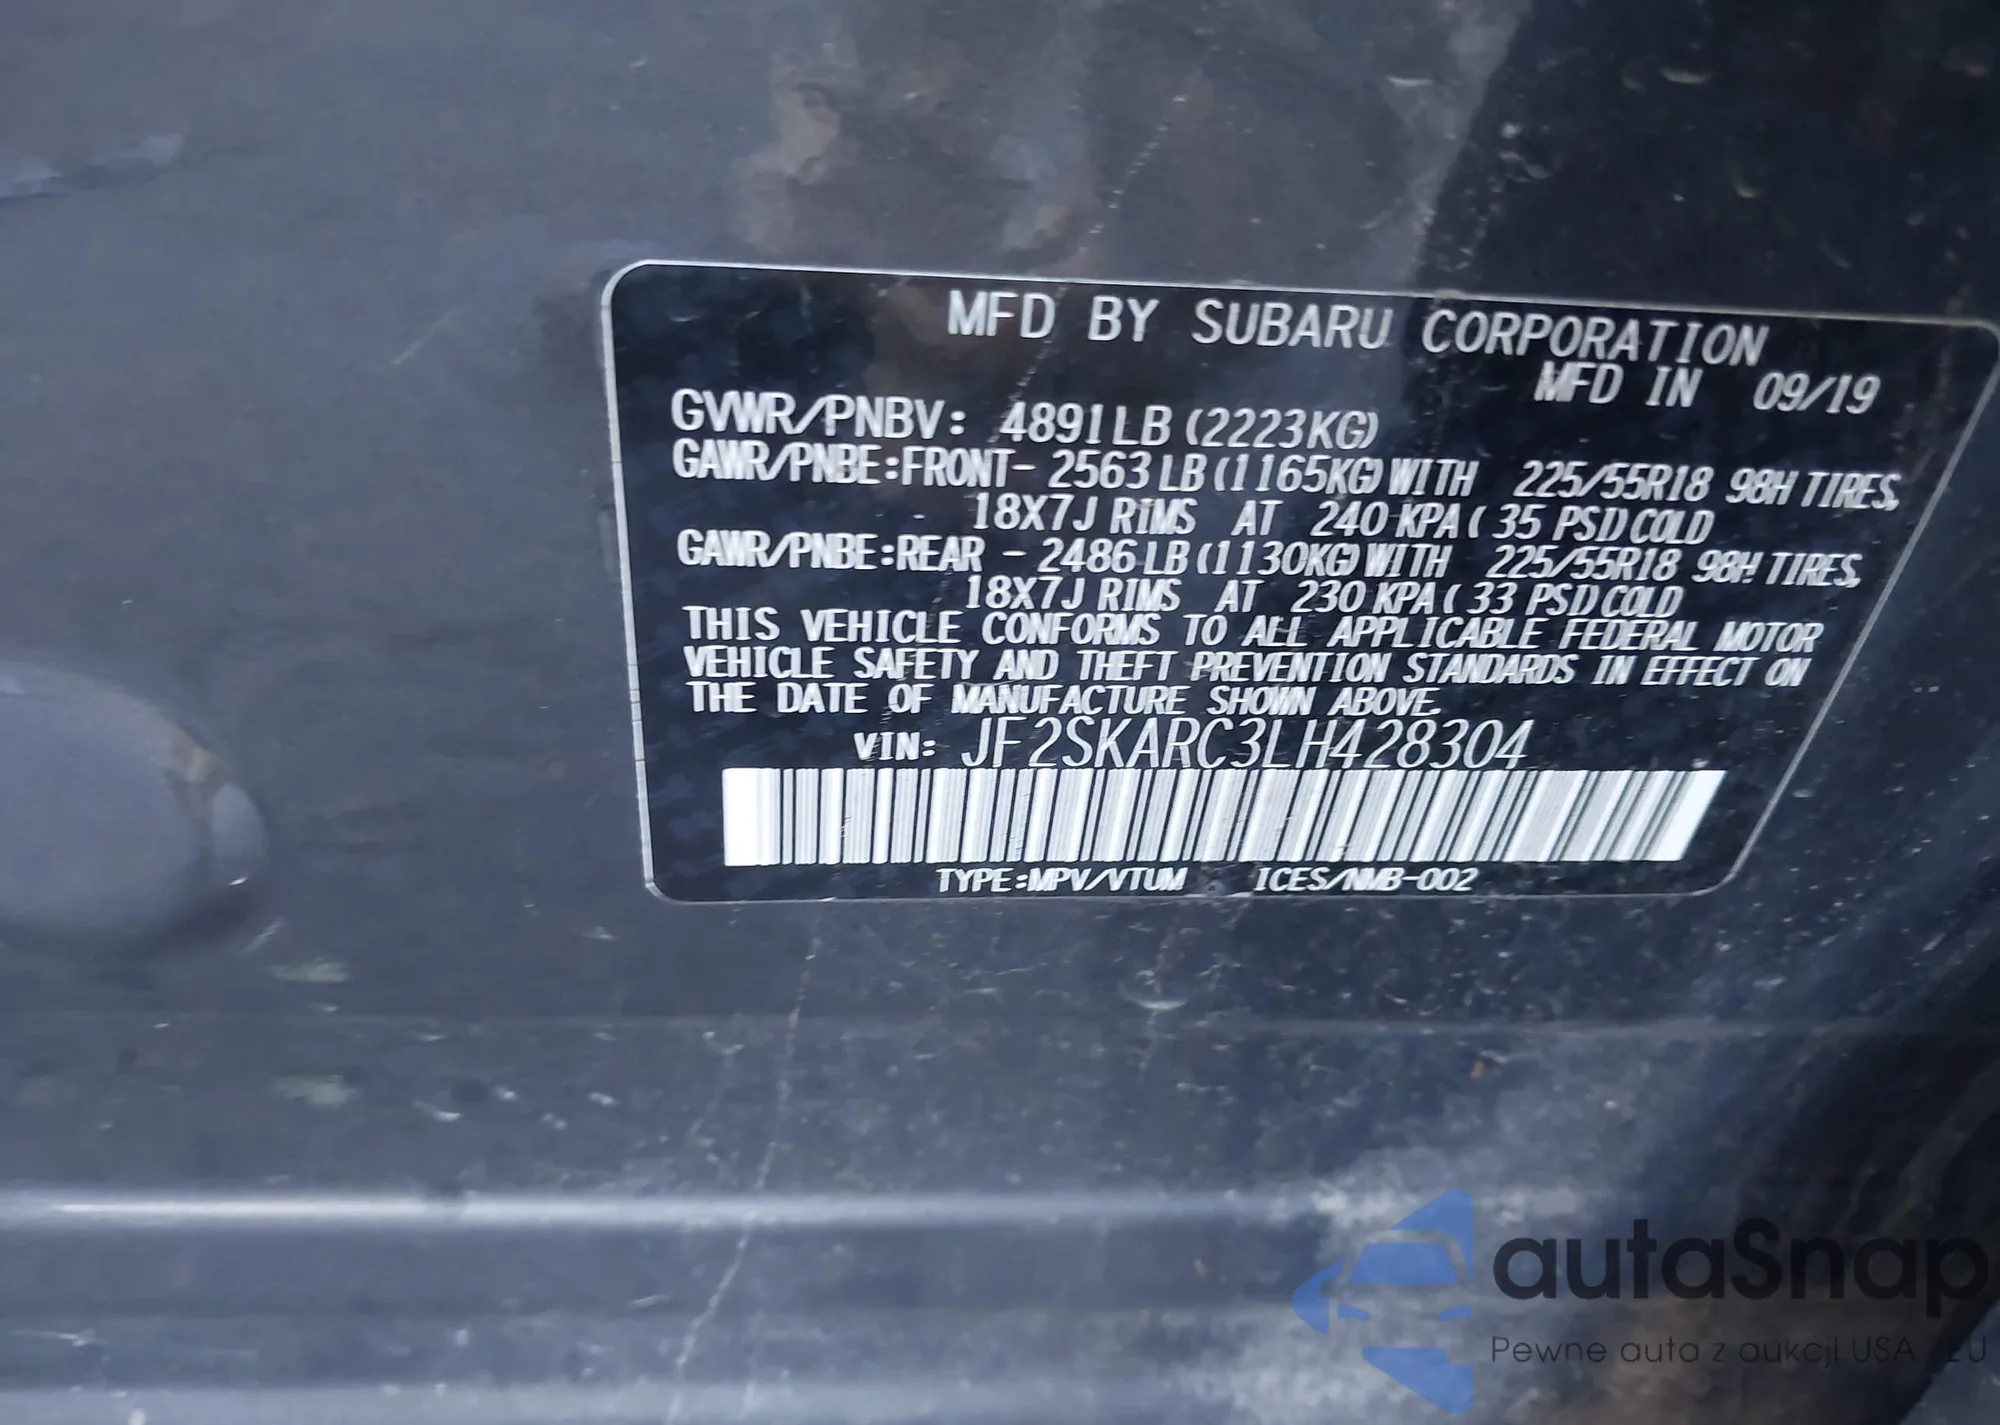 MFD BY SUBARU CORPORATION
MFD IN 09/19
GVWR/PNBV: 4891LB (2223KG)
GAWR/PNBE:FRONT- 2563LB(1165KG)WITH 225/55R18 98H TIRES,
18X7J RIMS AT 240 KPA( 35 PSI)COLD
GAWR/PNBE:REAR - 2486LB(1130KG)WITH 225/55R18 98H TIRES,
18X7J RIMS AT 230 KPA( 33 PSI)COLD
THIS VEHICLE CONFORMS TO ALL APPLICABLE FEDERAL MOTOR
VEHICLE SAFETY AND THEFT PREVENTION STANDARDS IN EFFECT ON
THE DATE OF MANUFACTURE SHOWN ABOVE.
VIN: JF2SKARC3LH428304
TYPE:MPV/VTUM ICES/NMB-002
autaSnap
Pewne auta z aukcji USA i EU